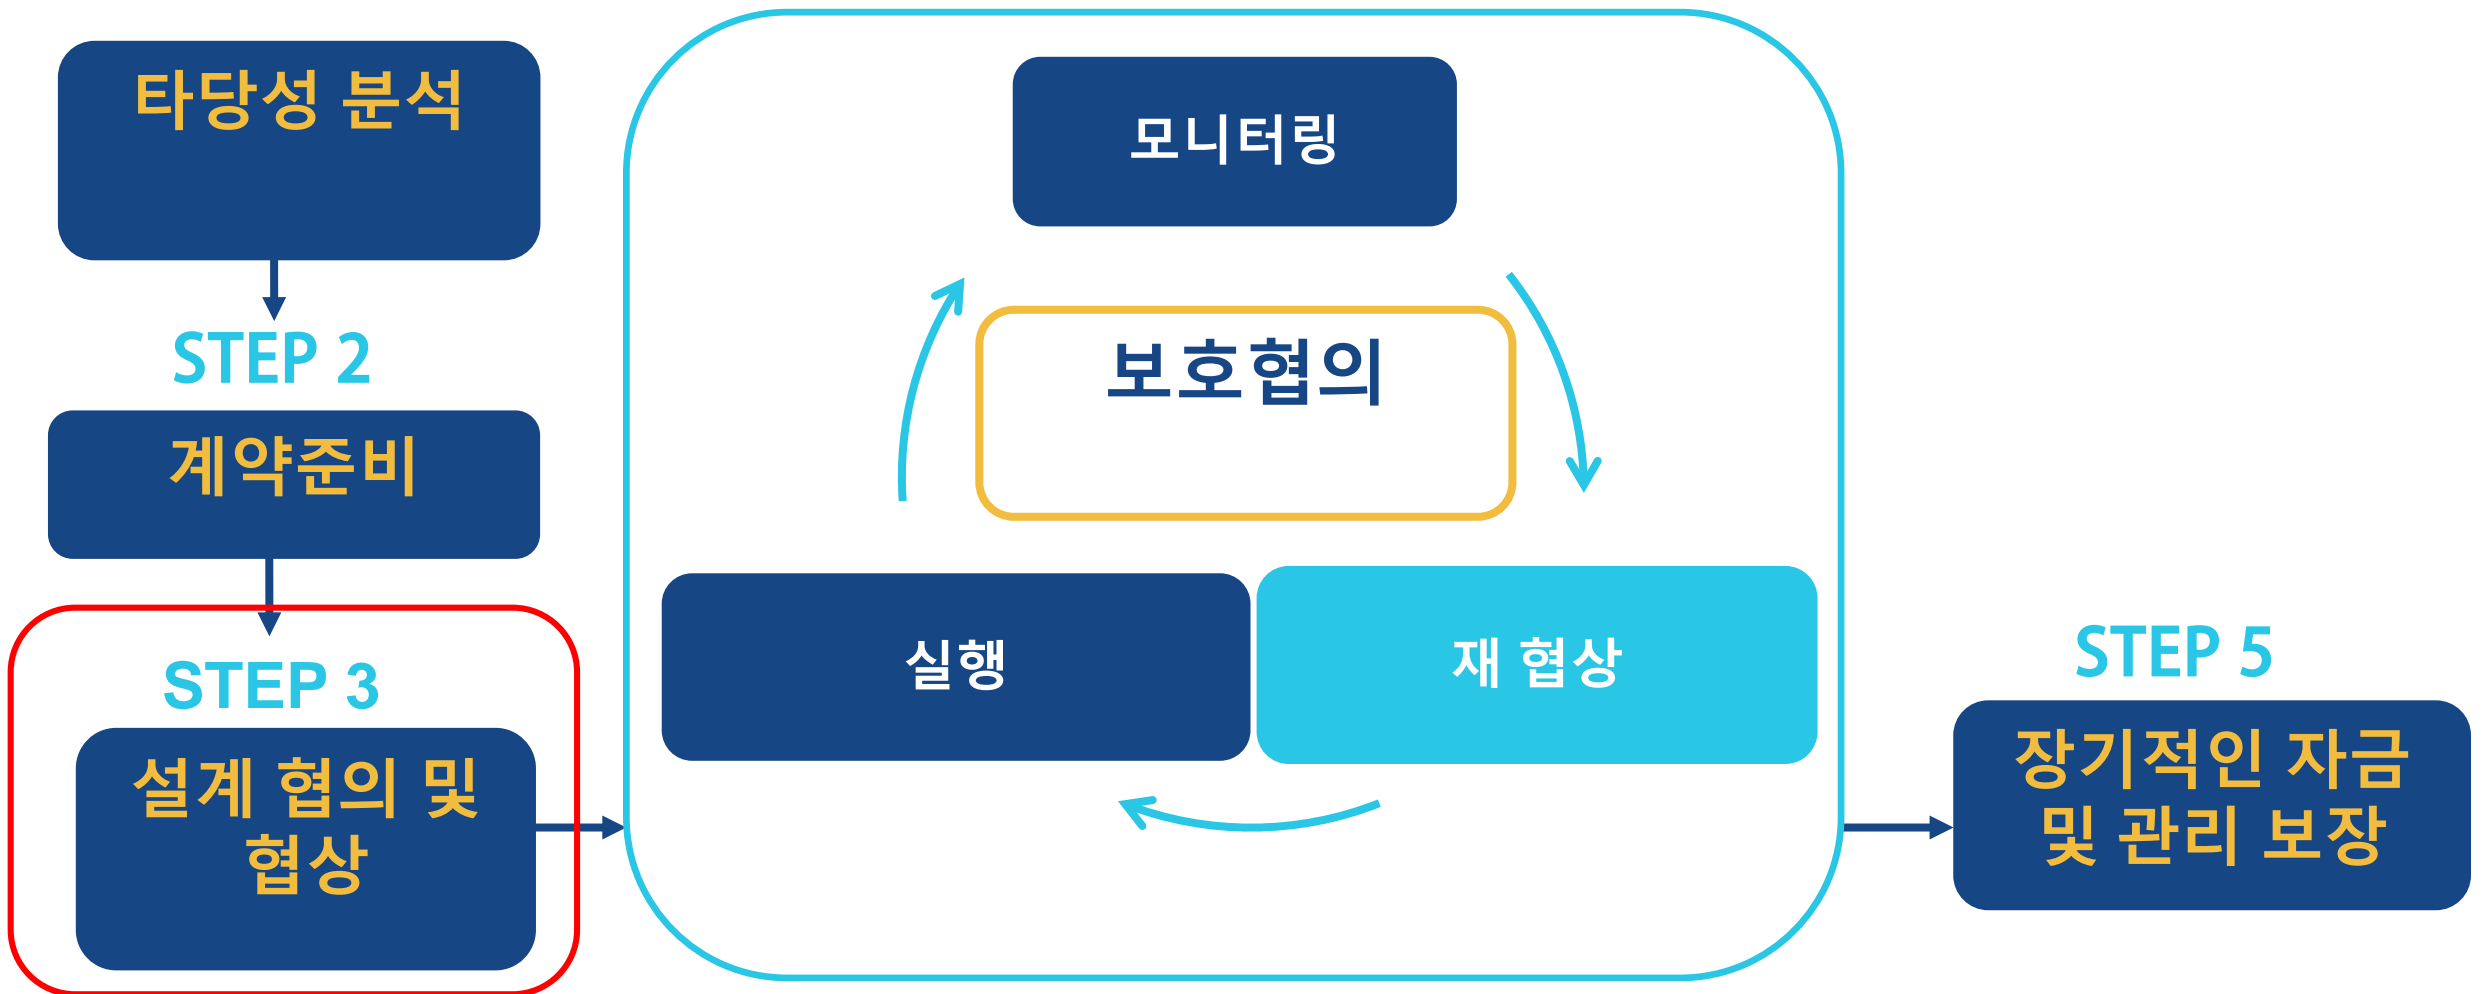 타당성 분석
STEP 2
계약준비
STEP 3
설계 협의 및
협상
모니터링
보호협의
실행
재 협상
STEP 5
장기적인 자금
및 관리 보장